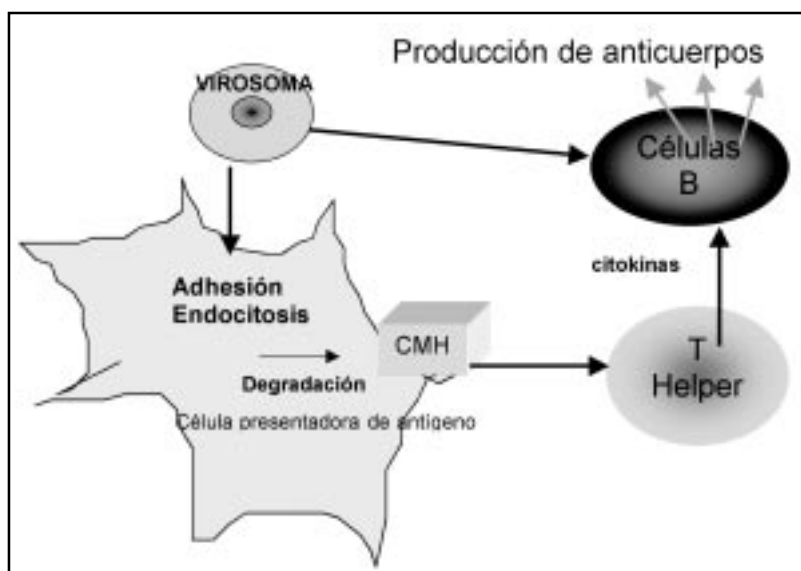 Producción de anticuerpos
VIROSOMA
Células
B
citokinas
Adhesión
Endocitosis
CMH
T
Helper
Degradación
Célula presentadora de antígeno